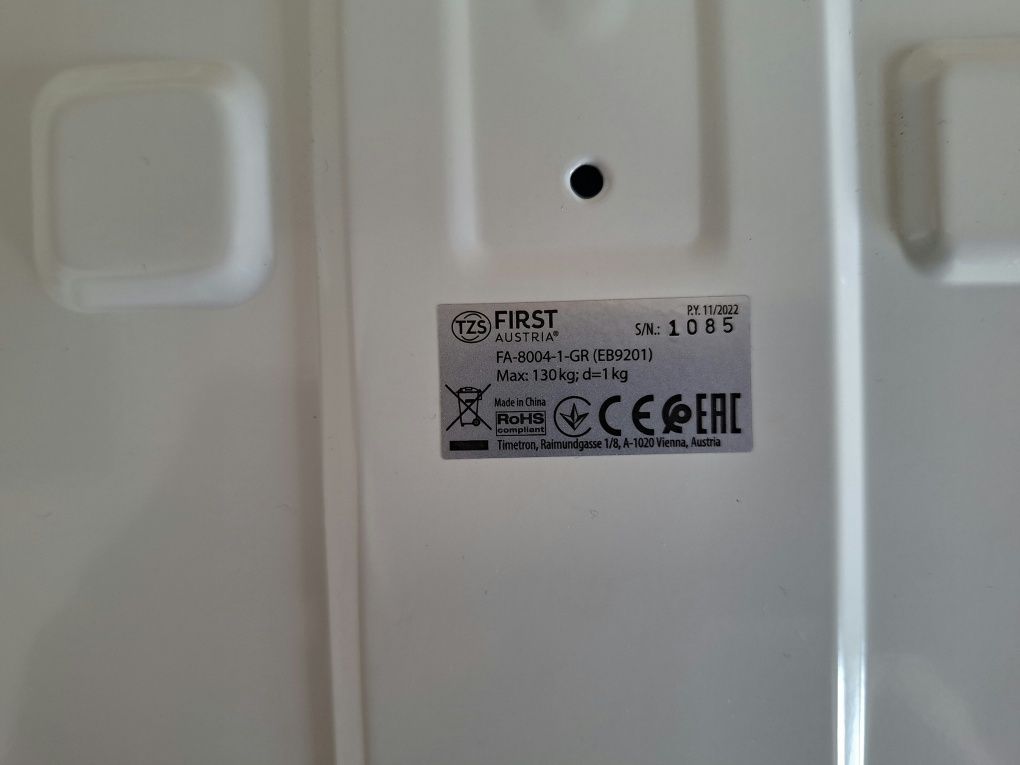 TZS FIRST
AUSTRIA®
P.Y. 11/2022
S/N.: 1085
FA-8004-1-GR (EB9201)
Max: 130kg; d=1kg
Made in China
RoHS
compliant
CE EAC
Timetron, Raimundgasse 1/8, A-1020 Vienna, Austria